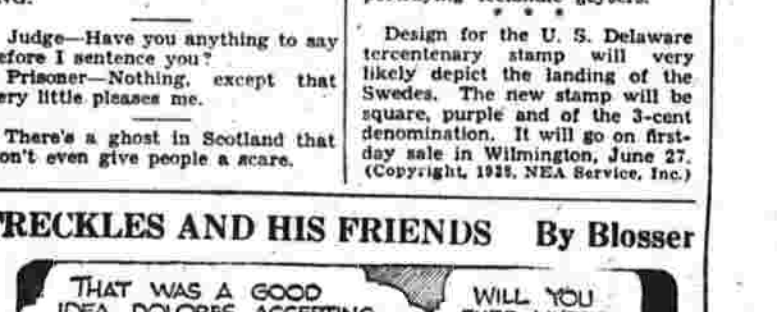 Judge—Have you anything to say
efore I sentence you?
Prisoner—Nothing, except that
ery little pleases me.
There's a ghost in Scotland that
on't even give people a scare.
* * *
Design for the U. S. Delaware
tercentenary stamp will very
likely depict the landing of the
Swedes. The new stamp will be
square, purple and of the 3-cent
denomination. It will go on first-
day sale in Wilmington, June 27.
(Copyright, 1938, NEA Service, Inc.)
RECKLES AND HIS FRIENDS By Blosser
THAT WAS A GOOD
IDEA, DOLORES, ACCEPTING
WILL YOU